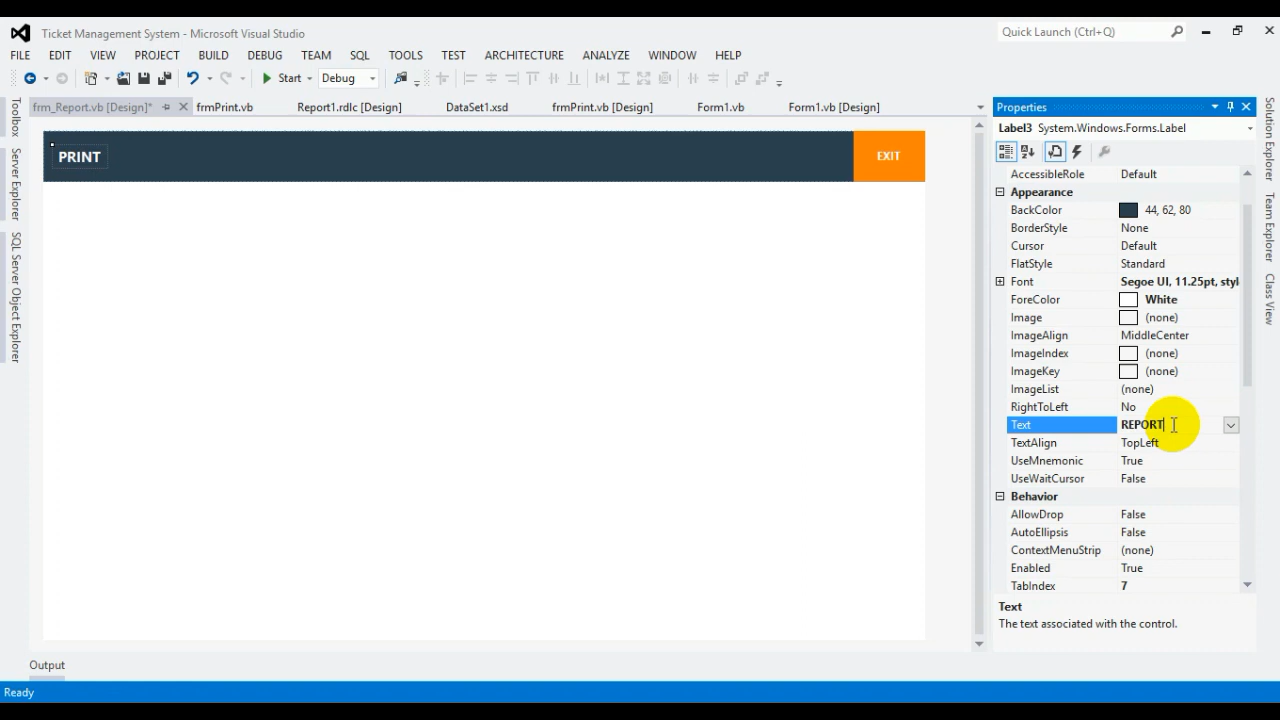 Ticket Management System - Microsoft Visual Studio
Quick Launch (Ctrl+Q)
FILE EDIT VIEW PROJECT BUILD DEBUG TEAM SQL TOOLS TEST ARCHITECTURE ANALYZE WINDOW HELP
Start Debug
frm_Report.vb [Design]* frmPrint.vb Report1.rdlc [Design] DataSet1.xsd frmPrint.vb [Design] Form1.vb Form1.vb [Design]
Toolbox
Server Explorer
SQL Server Object Explorer
PRINT
EXIT
Properties
Label3 System.Windows.Forms.Label
AccessibleRole Default
Appearance
BackColor 44, 62, 80
BorderStyle None
Cursor Default
FlatStyle Standard
Font Segoe UI, 11.25pt, styl
ForeColor White
Image (none)
ImageAlign MiddleCenter
ImageIndex (none)
ImageKey (none)
ImageList (none)
RightToLeft No
Text REPORT
TextAlign TopLeft
UseMnemonic True
UseWaitCursor False
Behavior
AllowDrop False
AutoEllipsis False
ContextMenuStrip (none)
Enabled True
TabIndex 7
Text
The text associated with the control.
Solution Explorer
Team Explorer
Class View
Output
Ready